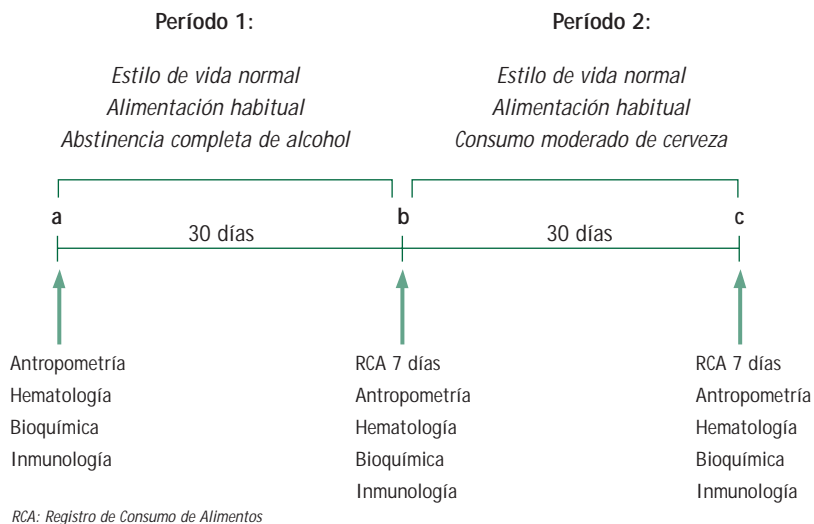 Período 1:
Estilo de vida normal
Alimentación habitual
Abstinencia completa de alcohol
Período 2:
Estilo de vida normal
Alimentación habitual
Consumo moderado de cerveza
a
30 días
b
30 días
c
Antropometría
Hematología
Bioquímica
Inmunología
RCA 7 días
Antropometría
Hematología
Bioquímica
Inmunología
RCA 7 días
Antropometría
Hematología
Bioquímica
Inmunología
RCA: Registro de Consumo de Alimentos